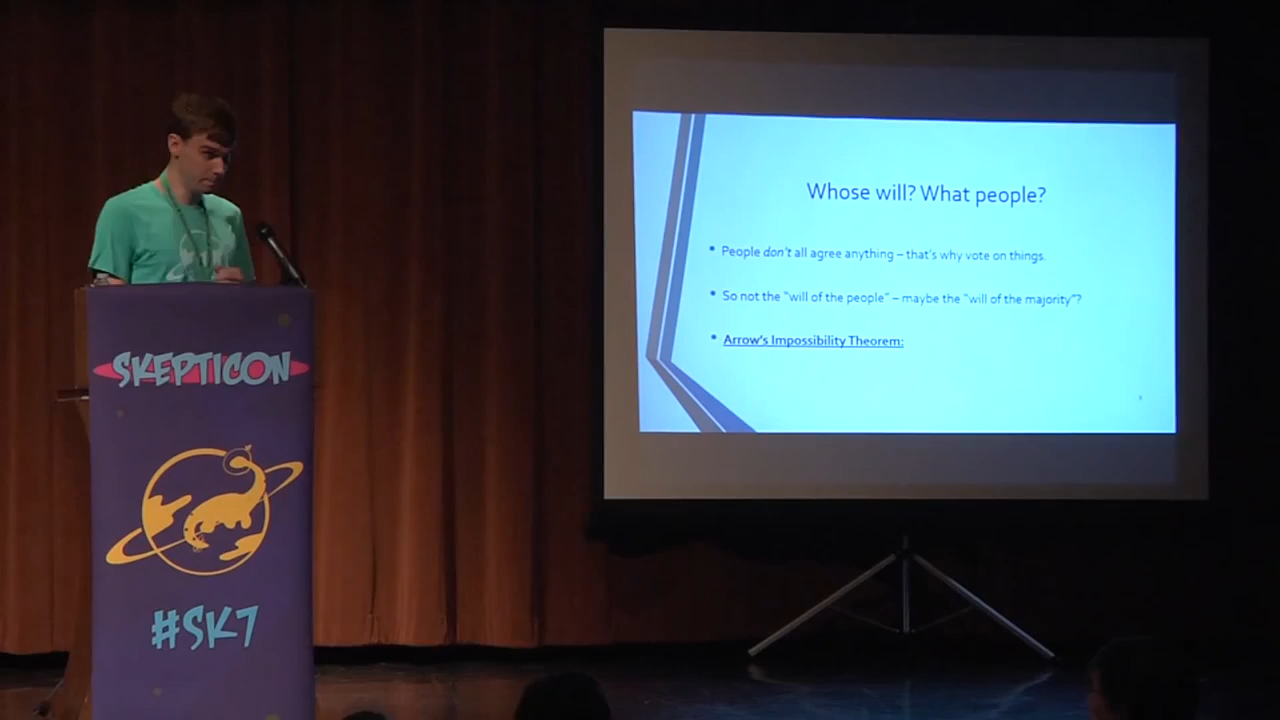 Whose will? What people?
• People don't all agree anything – that's why vote on things.
• So not the "will of the people" – maybe the "will of the majority"?
• Arrow's Impossibility Theorem:
SKEPTICON
#SK7